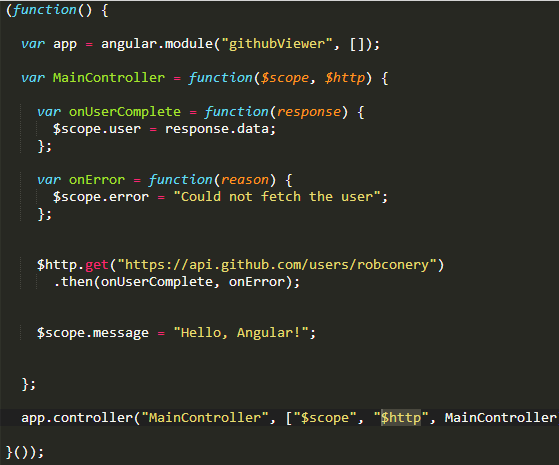 (function() {
var app = angular.module("githubViewer", []);
var MainController = function($scope, $http) {
var onUserComplete = function(response) {
$scope.user = response.data;
};
var onError = function(reason) {
$scope.error = "Could not fetch the user";
};
$http.get("https://api.github.com/users/robconery")
.then(onUserComplete, onError);
$scope.message = "Hello, Angular!";
};
app.controller("MainController", ["$scope", "$http", MainController
}());